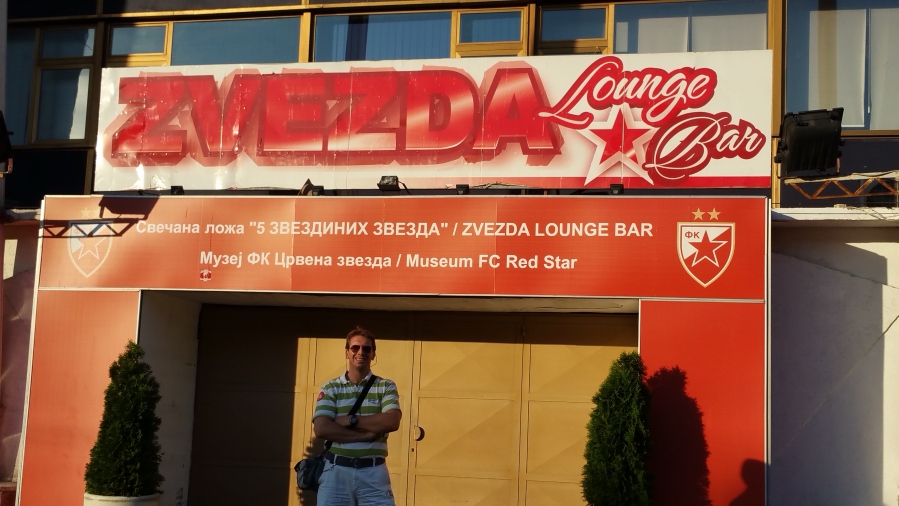 ZVEZDA Lounge Bar
Свечана ложа "5 ЗВЕЗДИНИХ ЗВЕЗДА" / ZVEZDA LOUNGE BAR
Музеј ФК Црвена звезда / Museum FC Red Star
ФК